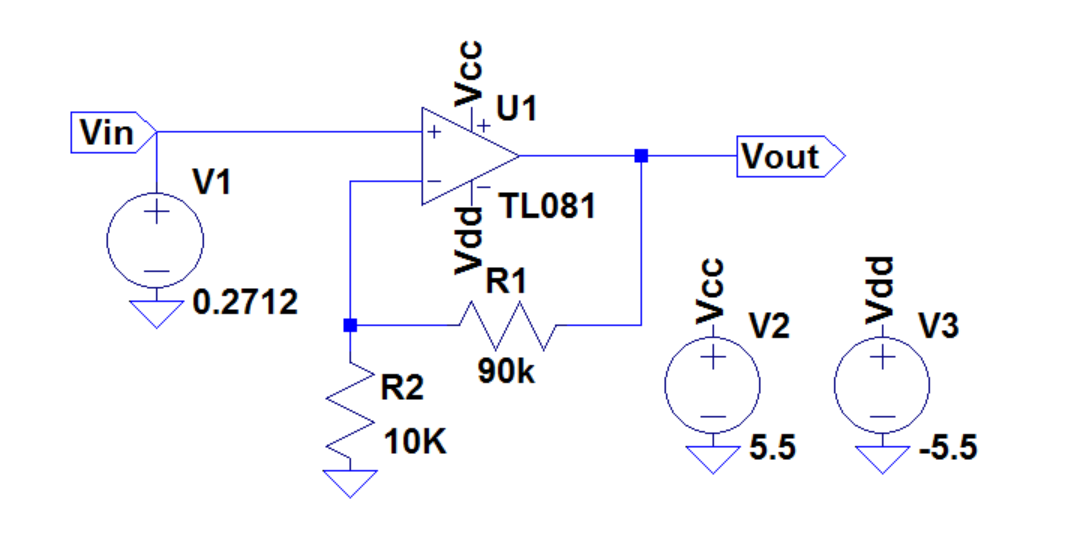 Vcc
U1
Vin
+
+
Vout
V1
−
−
TL081
+
Vdd
−
R1
0.2712
Vcc
Vdd
V2
V3
90k
+
+
R2
10K
−
−
5.5
-5.5